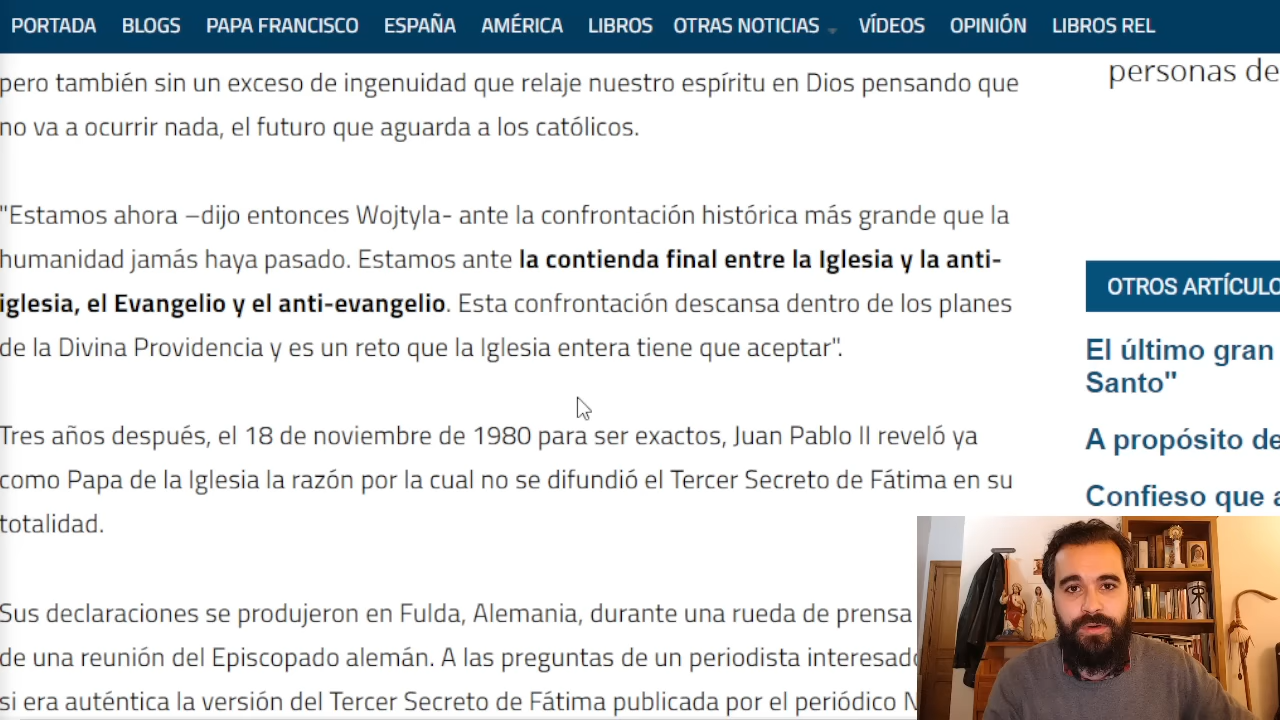 PORTADA BLOGS PAPA FRANCISCO ESPAÑA AMÉRICA LIBROS OTRAS NOTICIAS VÍDEOS OPINIÓN LIBROS REL
pero también sin un exceso de ingenuidad que relaje nuestro espíritu en Dios pensando que
no va a ocurrir nada, el futuro que aguarda a los católicos.
"Estamos ahora –dijo entonces Wojtyla- ante la confrontación histórica más grande que la
humanidad jamás haya pasado. Estamos ante la contienda final entre la Iglesia y la anti-
iglesia, el Evangelio y el anti-evangelio. Esta confrontación descansa dentro de los planes
de la Divina Providencia y es un reto que la Iglesia entera tiene que aceptar".
Tres años después, el 18 de noviembre de 1980 para ser exactos, Juan Pablo II reveló ya
como Papa de la Iglesia la razón por la cual no se difundió el Tercer Secreto de Fátima en su
totalidad.
Sus declaraciones se produjeron en Fulda, Alemania, durante una rueda de prensa
de una reunión del Episcopado alemán. A las preguntas de un periodista
si era auténtica la versión del Tercer Secreto de Fátima publicada por el periódico
personas de
OTROS
El último gran
Santo"
A propósito de
Confieso que